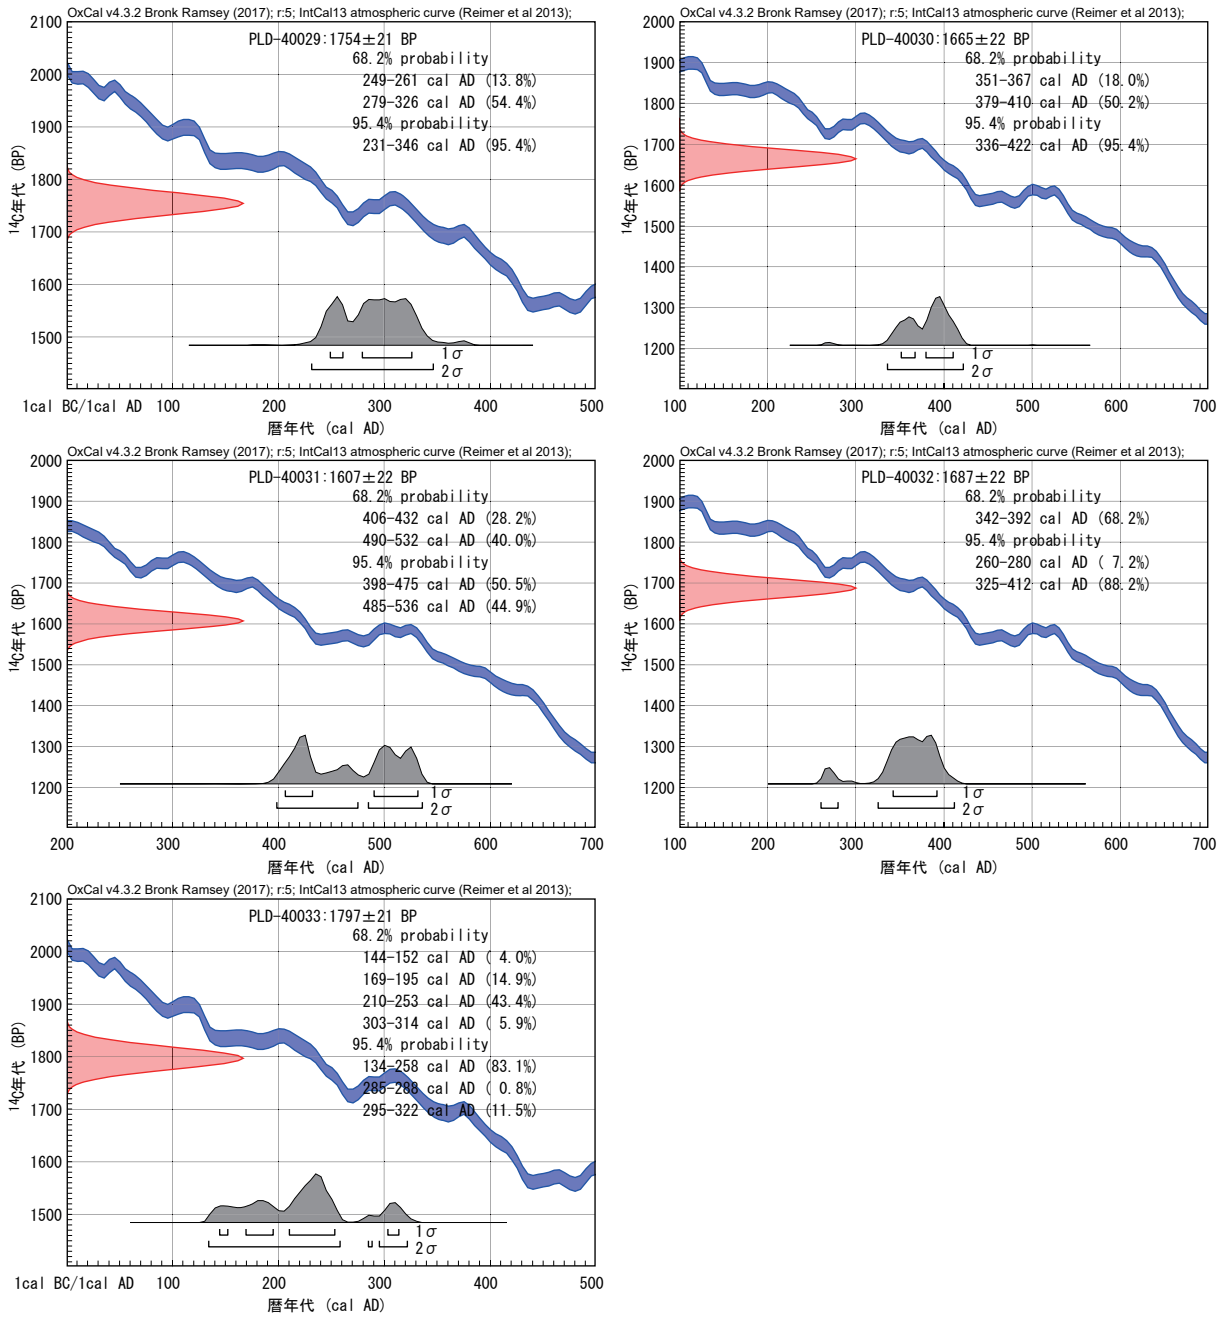 OxCal v4.3.2 Bronk Ramsey (2017); r:5; IntCal13 atmospheric curve (Reimer et al 2013);
PLD-40029:1754±21 BP
68.2% probability
249-261 cal AD (13.8%)
279-326 cal AD (54.4%)
95.4% probability
231-346 cal AD (95.4%)
2100
2000
1900
1800
1700
1600
1500
14C年代 (BP)
1σ
2σ
1cal BC/1cal AD 100 200 300 400 500
暦年代 (cal AD)
OxCal v4.3.2 Bronk Ramsey (2017); r:5; IntCal13 atmospheric curve (Reimer et al 2013);
PLD-40030:1665±22 BP
68.2% probability
351-367 cal AD (18.0%)
379-410 cal AD (50.2%)
95.4% probability
336-422 cal AD (95.4%)
2000
1900
1800
1700
1600
1500
1400
1300
1200
14C年代 (BP)
1σ
2σ
100 200 300 400 500 600 700
暦年代 (cal AD)
OxCal v4.3.2 Bronk Ramsey (2017); r:5; IntCal13 atmospheric curve (Reimer et al 2013);
PLD-40031:1607±22 BP
68.2% probability
406-432 cal AD (28.2%)
490-532 cal AD (40.0%)
95.4% probability
398-475 cal AD (50.5%)
485-536 cal AD (44.9%)
2000
1900
1800
1700
1600
1500
1400
1300
1200
14C年代 (BP)
1σ
2σ
200 300 400 500 600 700
暦年代 (cal AD)
OxCal v4.3.2 Bronk Ramsey (2017); r:5; IntCal13 atmospheric curve (Reimer et al 2013);
PLD-40032:1687±22 BP
68.2% probability
342-392 cal AD (68.2%)
95.4% probability
260-280 cal AD ( 7.2%)
325-412 cal AD (88.2%)
2000
1900
1800
1700
1600
1500
1400
1300
1200
14C年代 (BP)
1σ
2σ
100 200 300 400 500 600 700
暦年代 (cal AD)
OxCal v4.3.2 Bronk Ramsey (2017); r:5; IntCal13 atmospheric curve (Reimer et al 2013);
PLD-40033:1797±21 BP
68.2% probability
144-152 cal AD ( 4.0%)
169-195 cal AD (14.9%)
210-253 cal AD (43.4%)
303-314 cal AD ( 5.9%)
95.4% probability
134-258 cal AD (83.1%)
285-288 cal AD ( 0.8%)
295-322 cal AD (11.5%)
2100
2000
1900
1800
1700
1600
1500
14C年代 (BP)
1σ
2σ
1cal BC/1cal AD 100 200 300 400 500
暦年代 (cal AD)